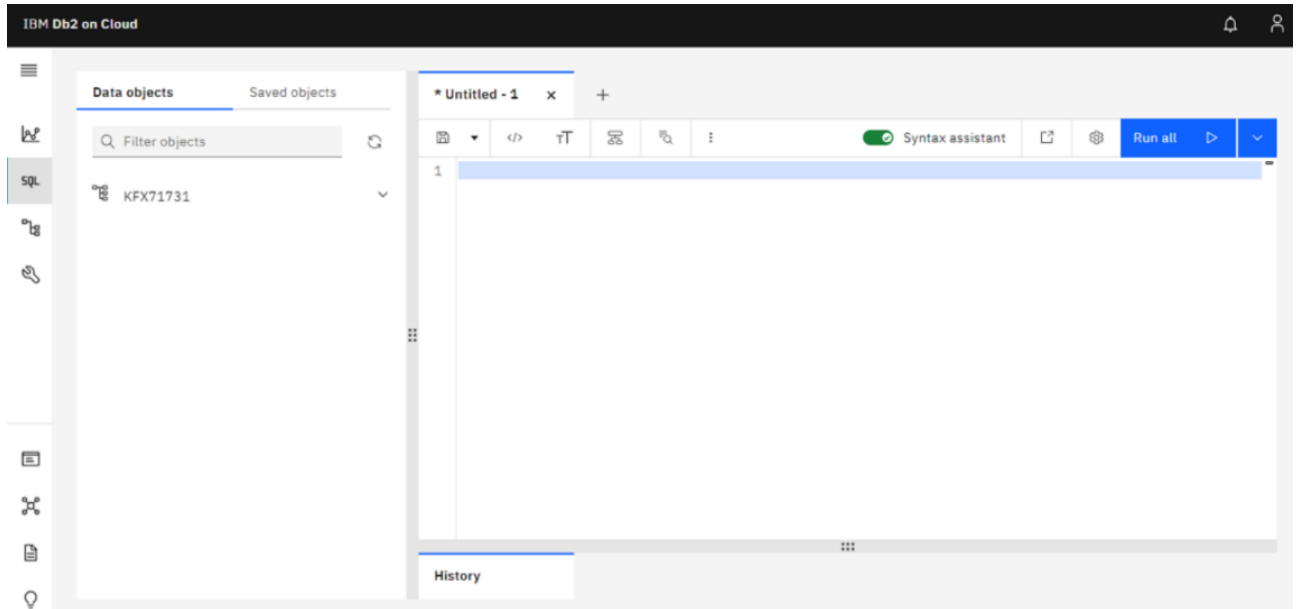 IBM Db2 on Cloud
Data objects
Saved objects
* Untitled - 1
Filter objects
</>
TT
Syntax assistant
Run all
SQL
KFX71731
1
History